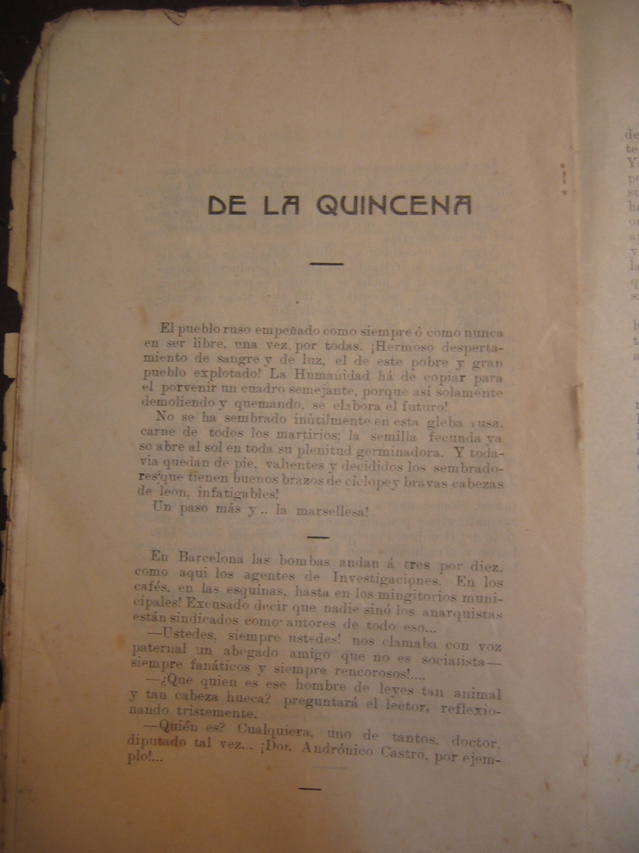 DE LA QUINCENA
El pueblo ruso empeñado como siempre ó como nunca
en ser libre, una vez por todas. ¡Hermoso desperta-
miento de sangre y de luz, el de este pobre y gran
pueblo explotado! La Humanidad há de copiar para
el porvenir un cuadro semejante, porque así solamente
demoliendo y quemando, se elabora el futuro!
No se ha sembrado inútilmente en esta gleba rusa,
carne de todos los martirios; la semilla fecunda ya
so abre al sol en toda su plenitud germinadora. Y toda-
via quedan de pie, valientes y decididos los sembrado-
res que tienen buenos brazos de ciclope y bravas cabezas
de leon, infatigables!
Un paso más y.. la marsellesa!
En Barcelona las bombas andan á tres por diez,
como aqui los agentes de Investigaciones. En los
cafés, en las esquinas, hasta en los mingitorios muni-
cipales! Excusado decir que nadie sinó los anarquistas
están sindicados como autores de todo eso...
—Ustedes, siempre ustedes! nos clamaba con voz
paternal un abogado amigo que no es socialista—
siempre fanáticos y siempre rencorosos!....
—¿Que quien es ese hombre de leyes tan animal
y tan cabeza hueca? preguntará el lector, reflexio-
nando tristemente.
—Quién es? Cualquiera, uno de tantos, doctor,
diputado tal vez... ¡Dor. Andrónico Castro, por ejem-
plo!...
de
te